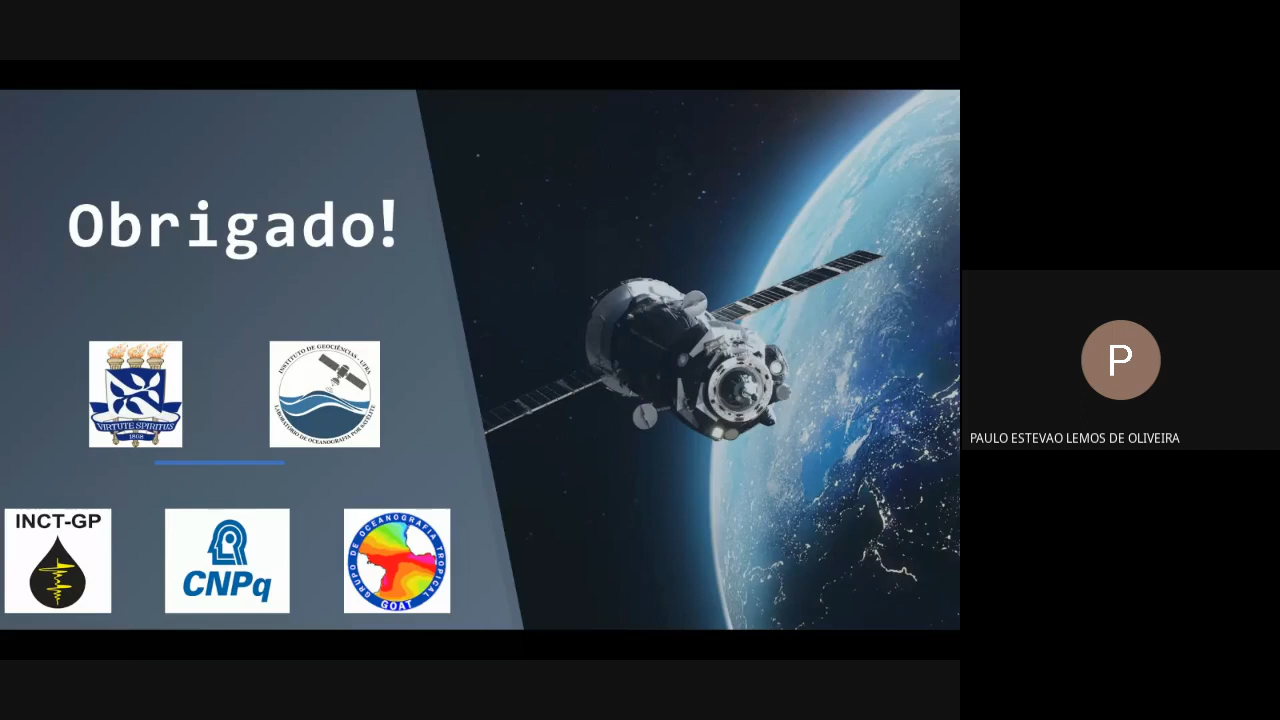 Obrigado!
VIRTUTE SPIRITUS
1808
INSTITUTO DE GEOCIÊNCIAS - UFBA
LABORATÓRIO DE OCEANOGRAFIA POR SATÉLITE
INCT-GP
CNPq
GRUPO DE OCEANOGRAFIA TROPICAL
GOAT
P
PAULO ESTEVAO LEMOS DE OLIVEIRA